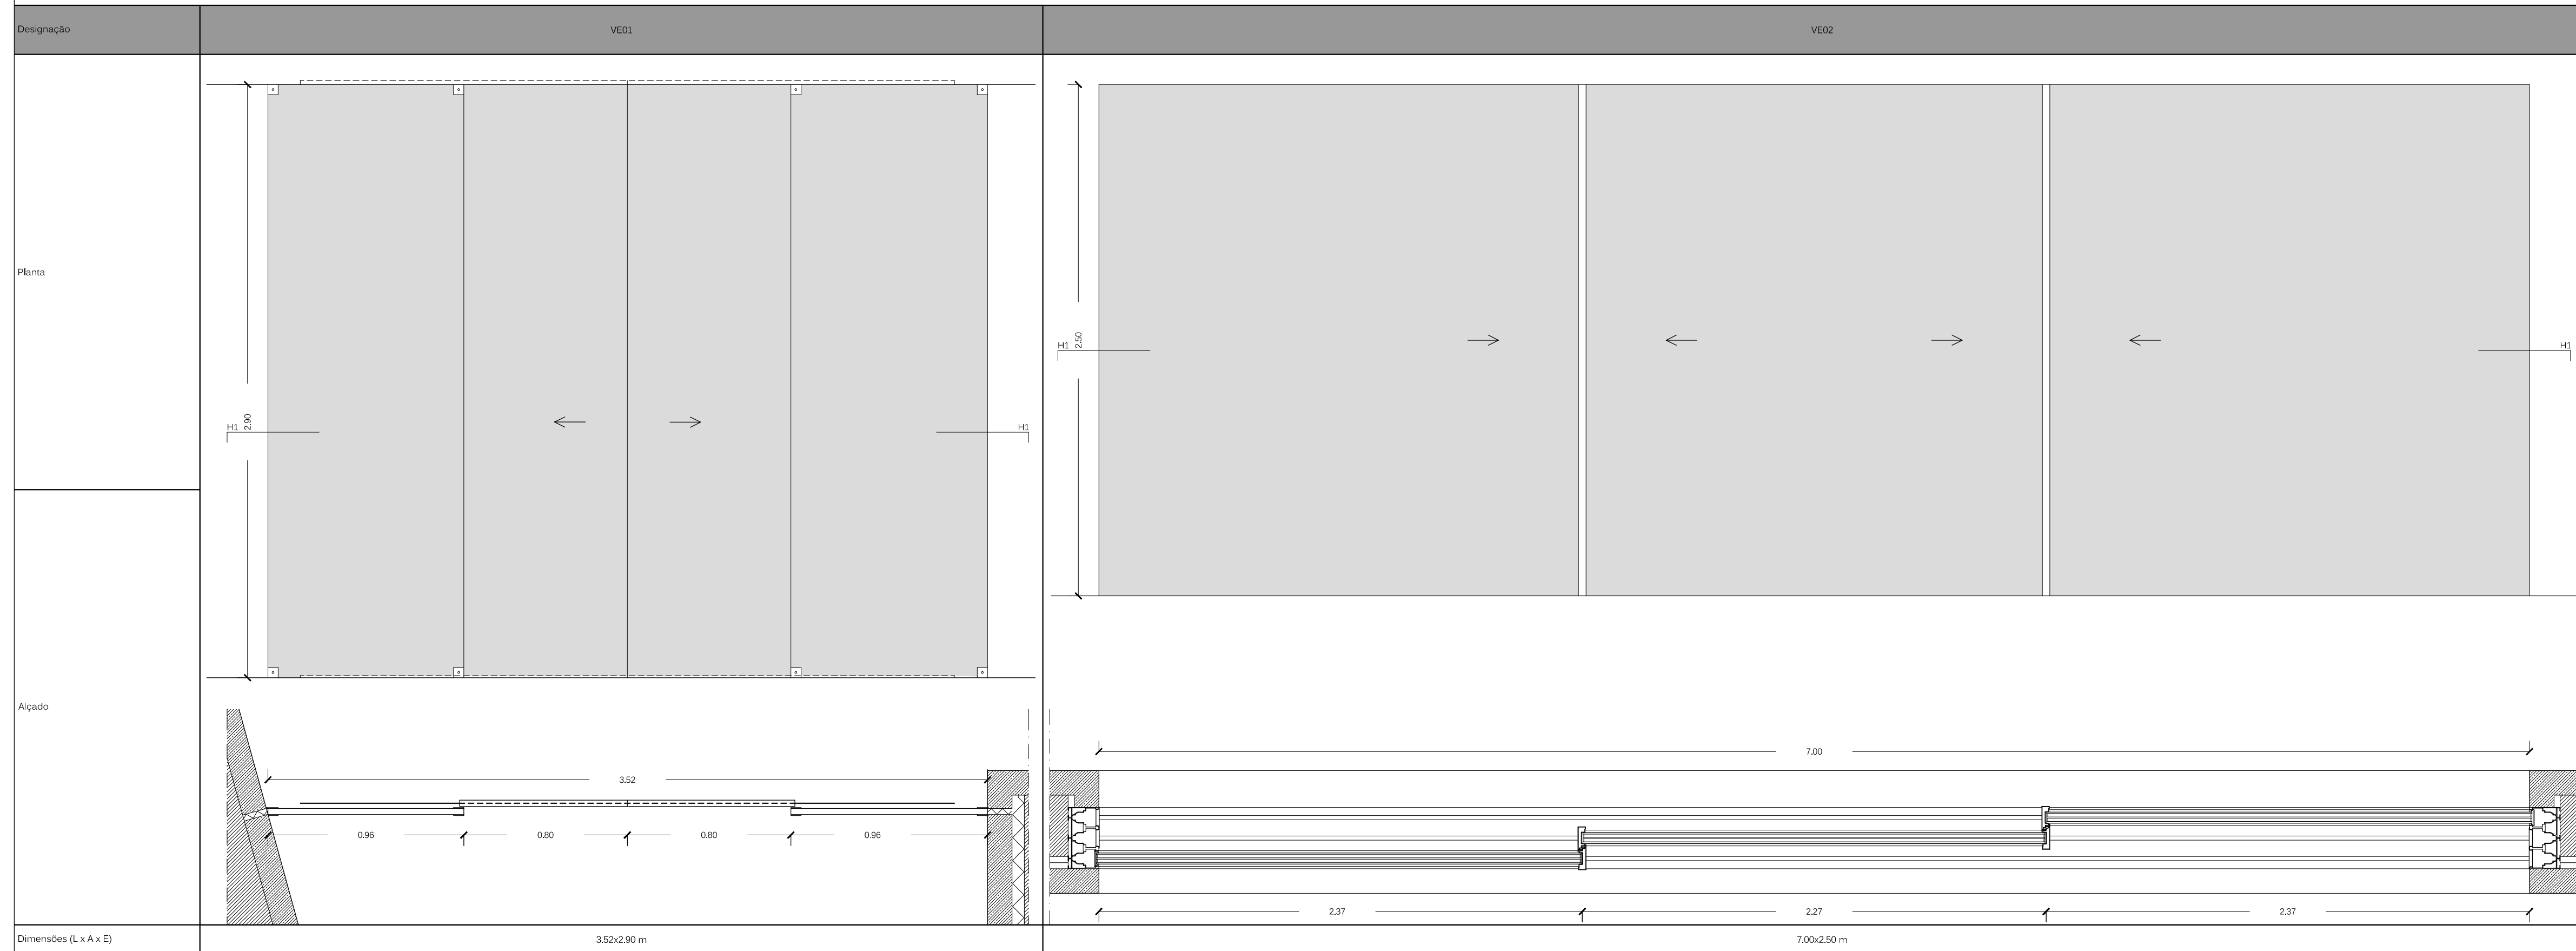 Designação
VE01
VE02
Planta
2.90
H1
H1
2.50
H1
H1
Alçado
3.52
0.96
0.80
0.80
0.96
7.00
2.37
2.27
2.37
Dimensões (L x A x E)
3.52x2.90 m
7.00x2.50 m